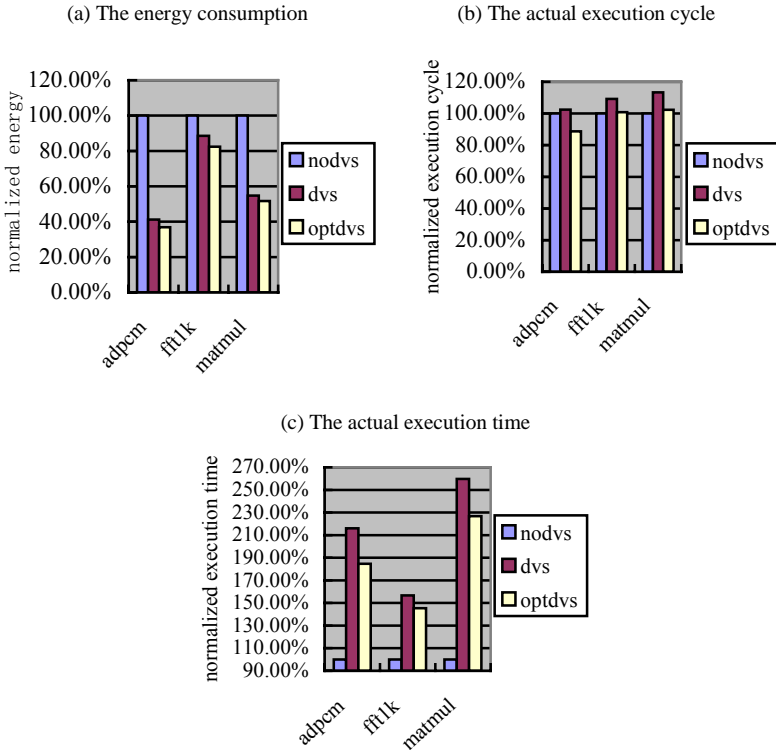 (a) The energy consumption
(b) The actual execution cycle
normalized energy
120.00%
100.00%
80.00%
60.00%
40.00%
20.00%
0.00%
adpcm
fft1k
matmul
nodvs
dvs
optdvs
normalized execution cycle
120.00%
100.00%
80.00%
60.00%
40.00%
20.00%
0.00%
adpcm
fft1k
matmul
nodvs
dvs
optdvs
(c) The actual execution time
normalized execution time
270.00%
250.00%
230.00%
210.00%
190.00%
170.00%
150.00%
130.00%
110.00%
90.00%
adpcm
fft1k
matmul
nodvs
dvs
optdvs